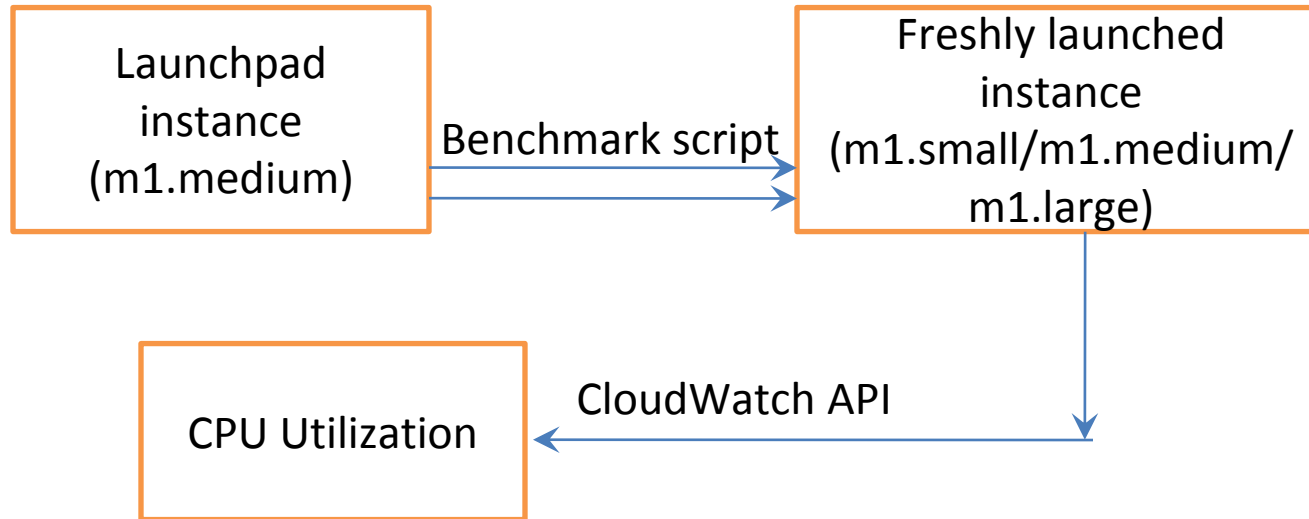 Launchpad
instance
(m1.medium)
Benchmark script
Freshly launched
instance
(m1.small/m1.medium/
m1.large)
CloudWatch API
CPU Utilization